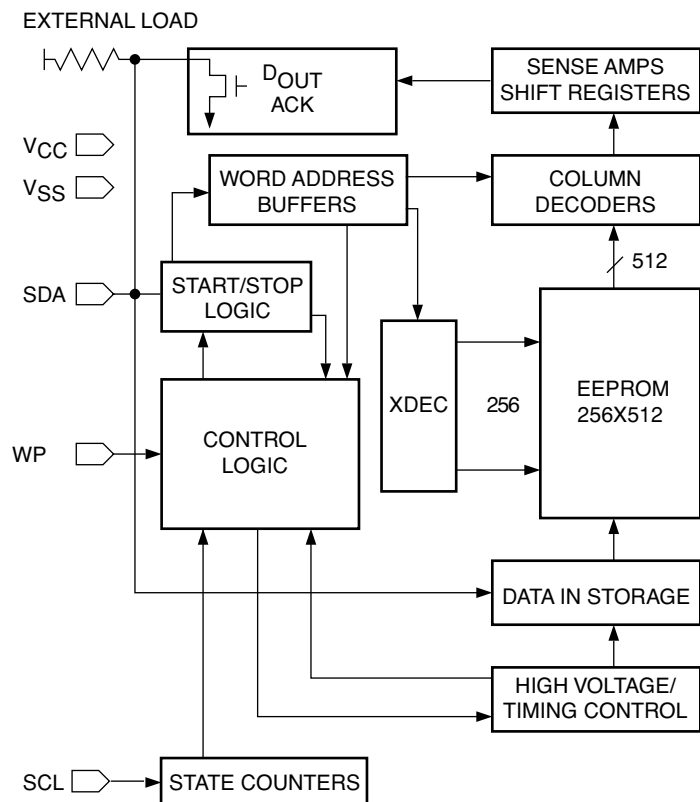 EXTERNAL LOAD
DOUT
ACK
SENSE AMPS
SHIFT REGISTERS
VCC
VSS
WORD ADDRESS
BUFFERS
COLUMN
DECODERS
512
SDA
START/STOP
LOGIC
XDEC
256
EEPROM
256X512
WP
CONTROL
LOGIC
DATA IN STORAGE
HIGH VOLTAGE/
TIMING CONTROL
SCL
STATE COUNTERS